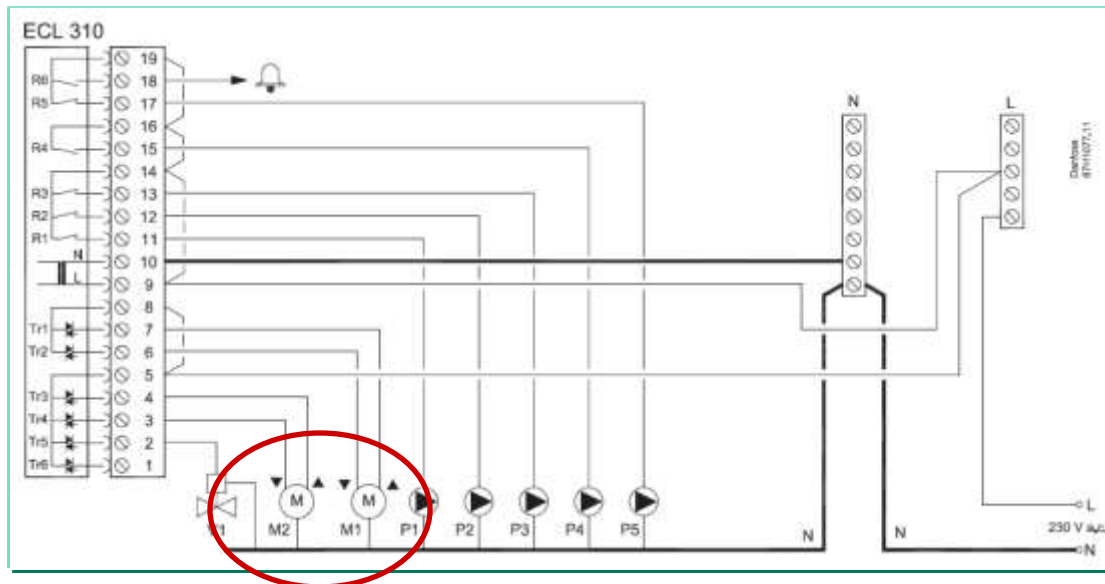 ECL 310
19
R6 18
R5 17
16
R4 15
14
R3 13
R2 12
R1 11
N 10
L 9
8
Tr1 7
Tr2 6
5
Tr3 4
Tr4 3
Tr5 2
Tr6 1
N
L
Danfoss
87H11077.11
M M
M2 M1 P1 P2 P3 P4 P5
N N
L
230 V a.c.
N